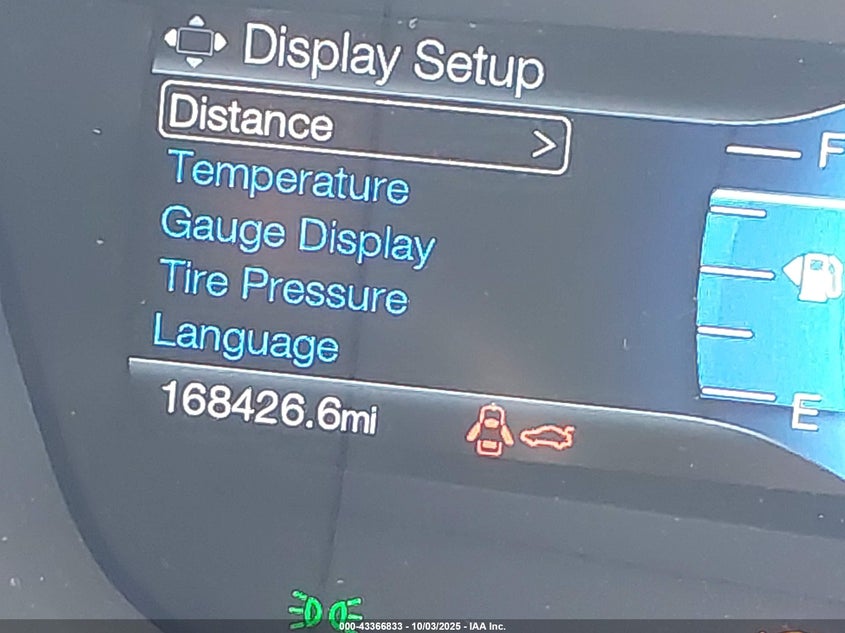 Display Setup
Distance >
Temperature
Gauge Display
Tire Pressure
Language
168426.6mi
F
E
000-43366833 - 10/03/2025 - IAA Inc.